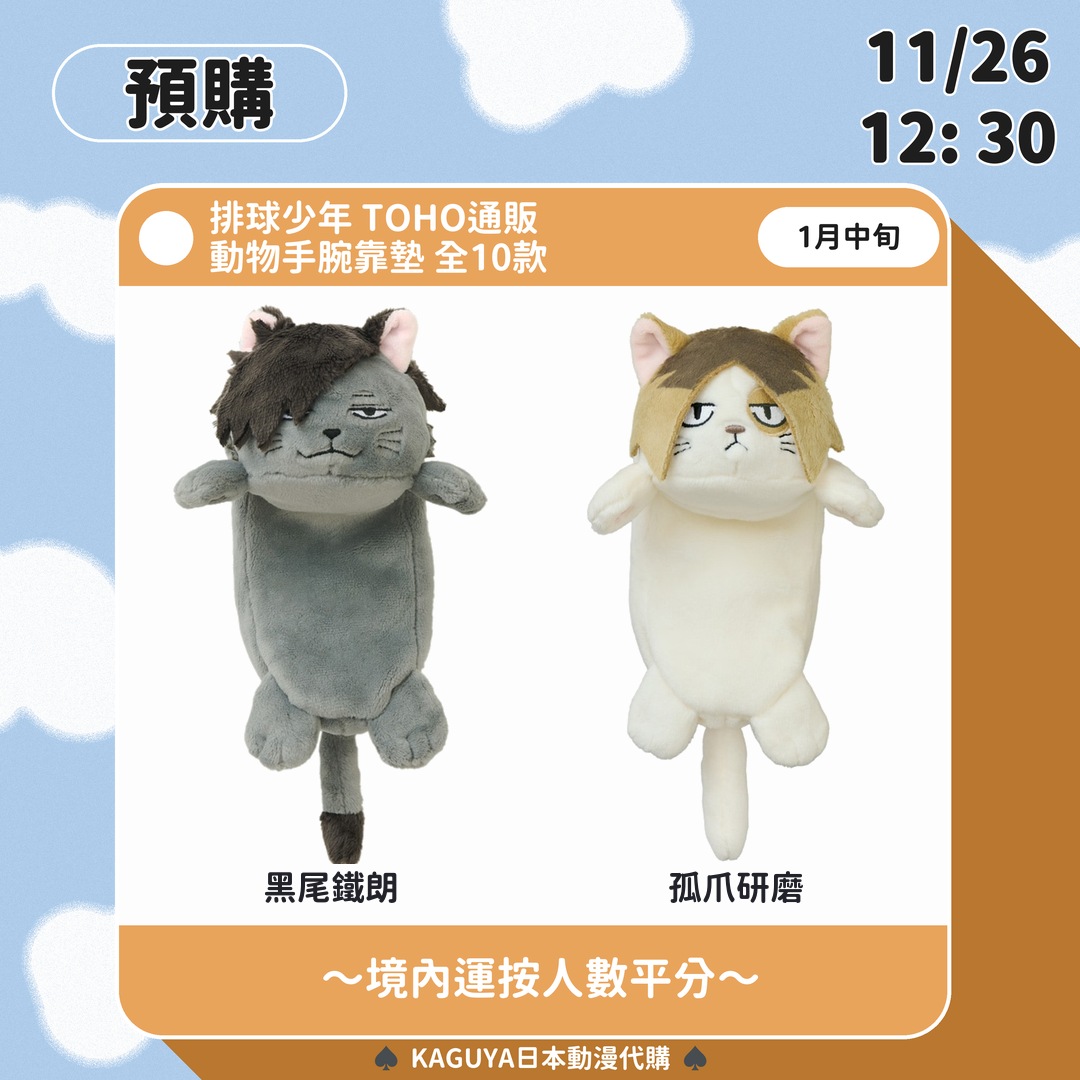 預購
11/26
12: 30
排球少年 TOHO通販
動物手腕靠墊 全10款
1月中旬
黑尾鐵朗
孤爪研磨
～境內運按人數平分～
♠ KAGUYA日本動漫代購 ♠